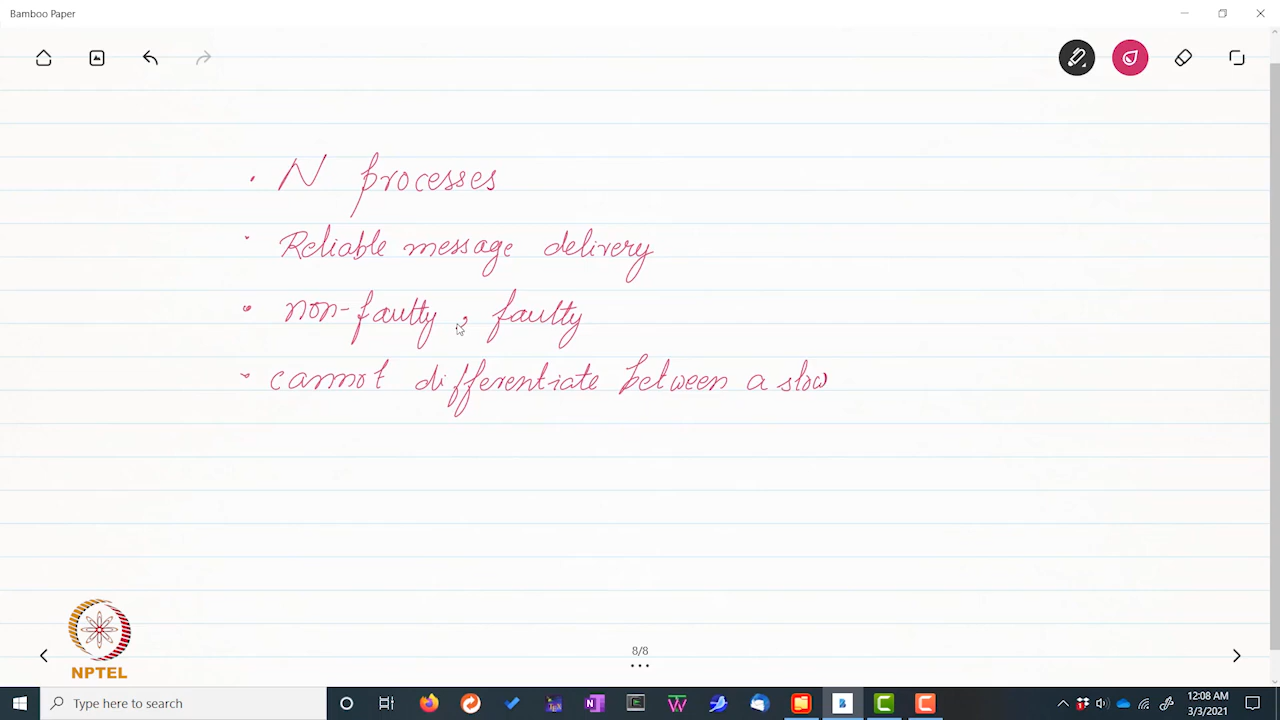 Bamboo Paper
. N processes
. Reliable message delivery
. non-faulty, faulty
. cannot differentiate between a slow
8/8
NPTEL
Type here to search
12:08 AM
3/3/2021